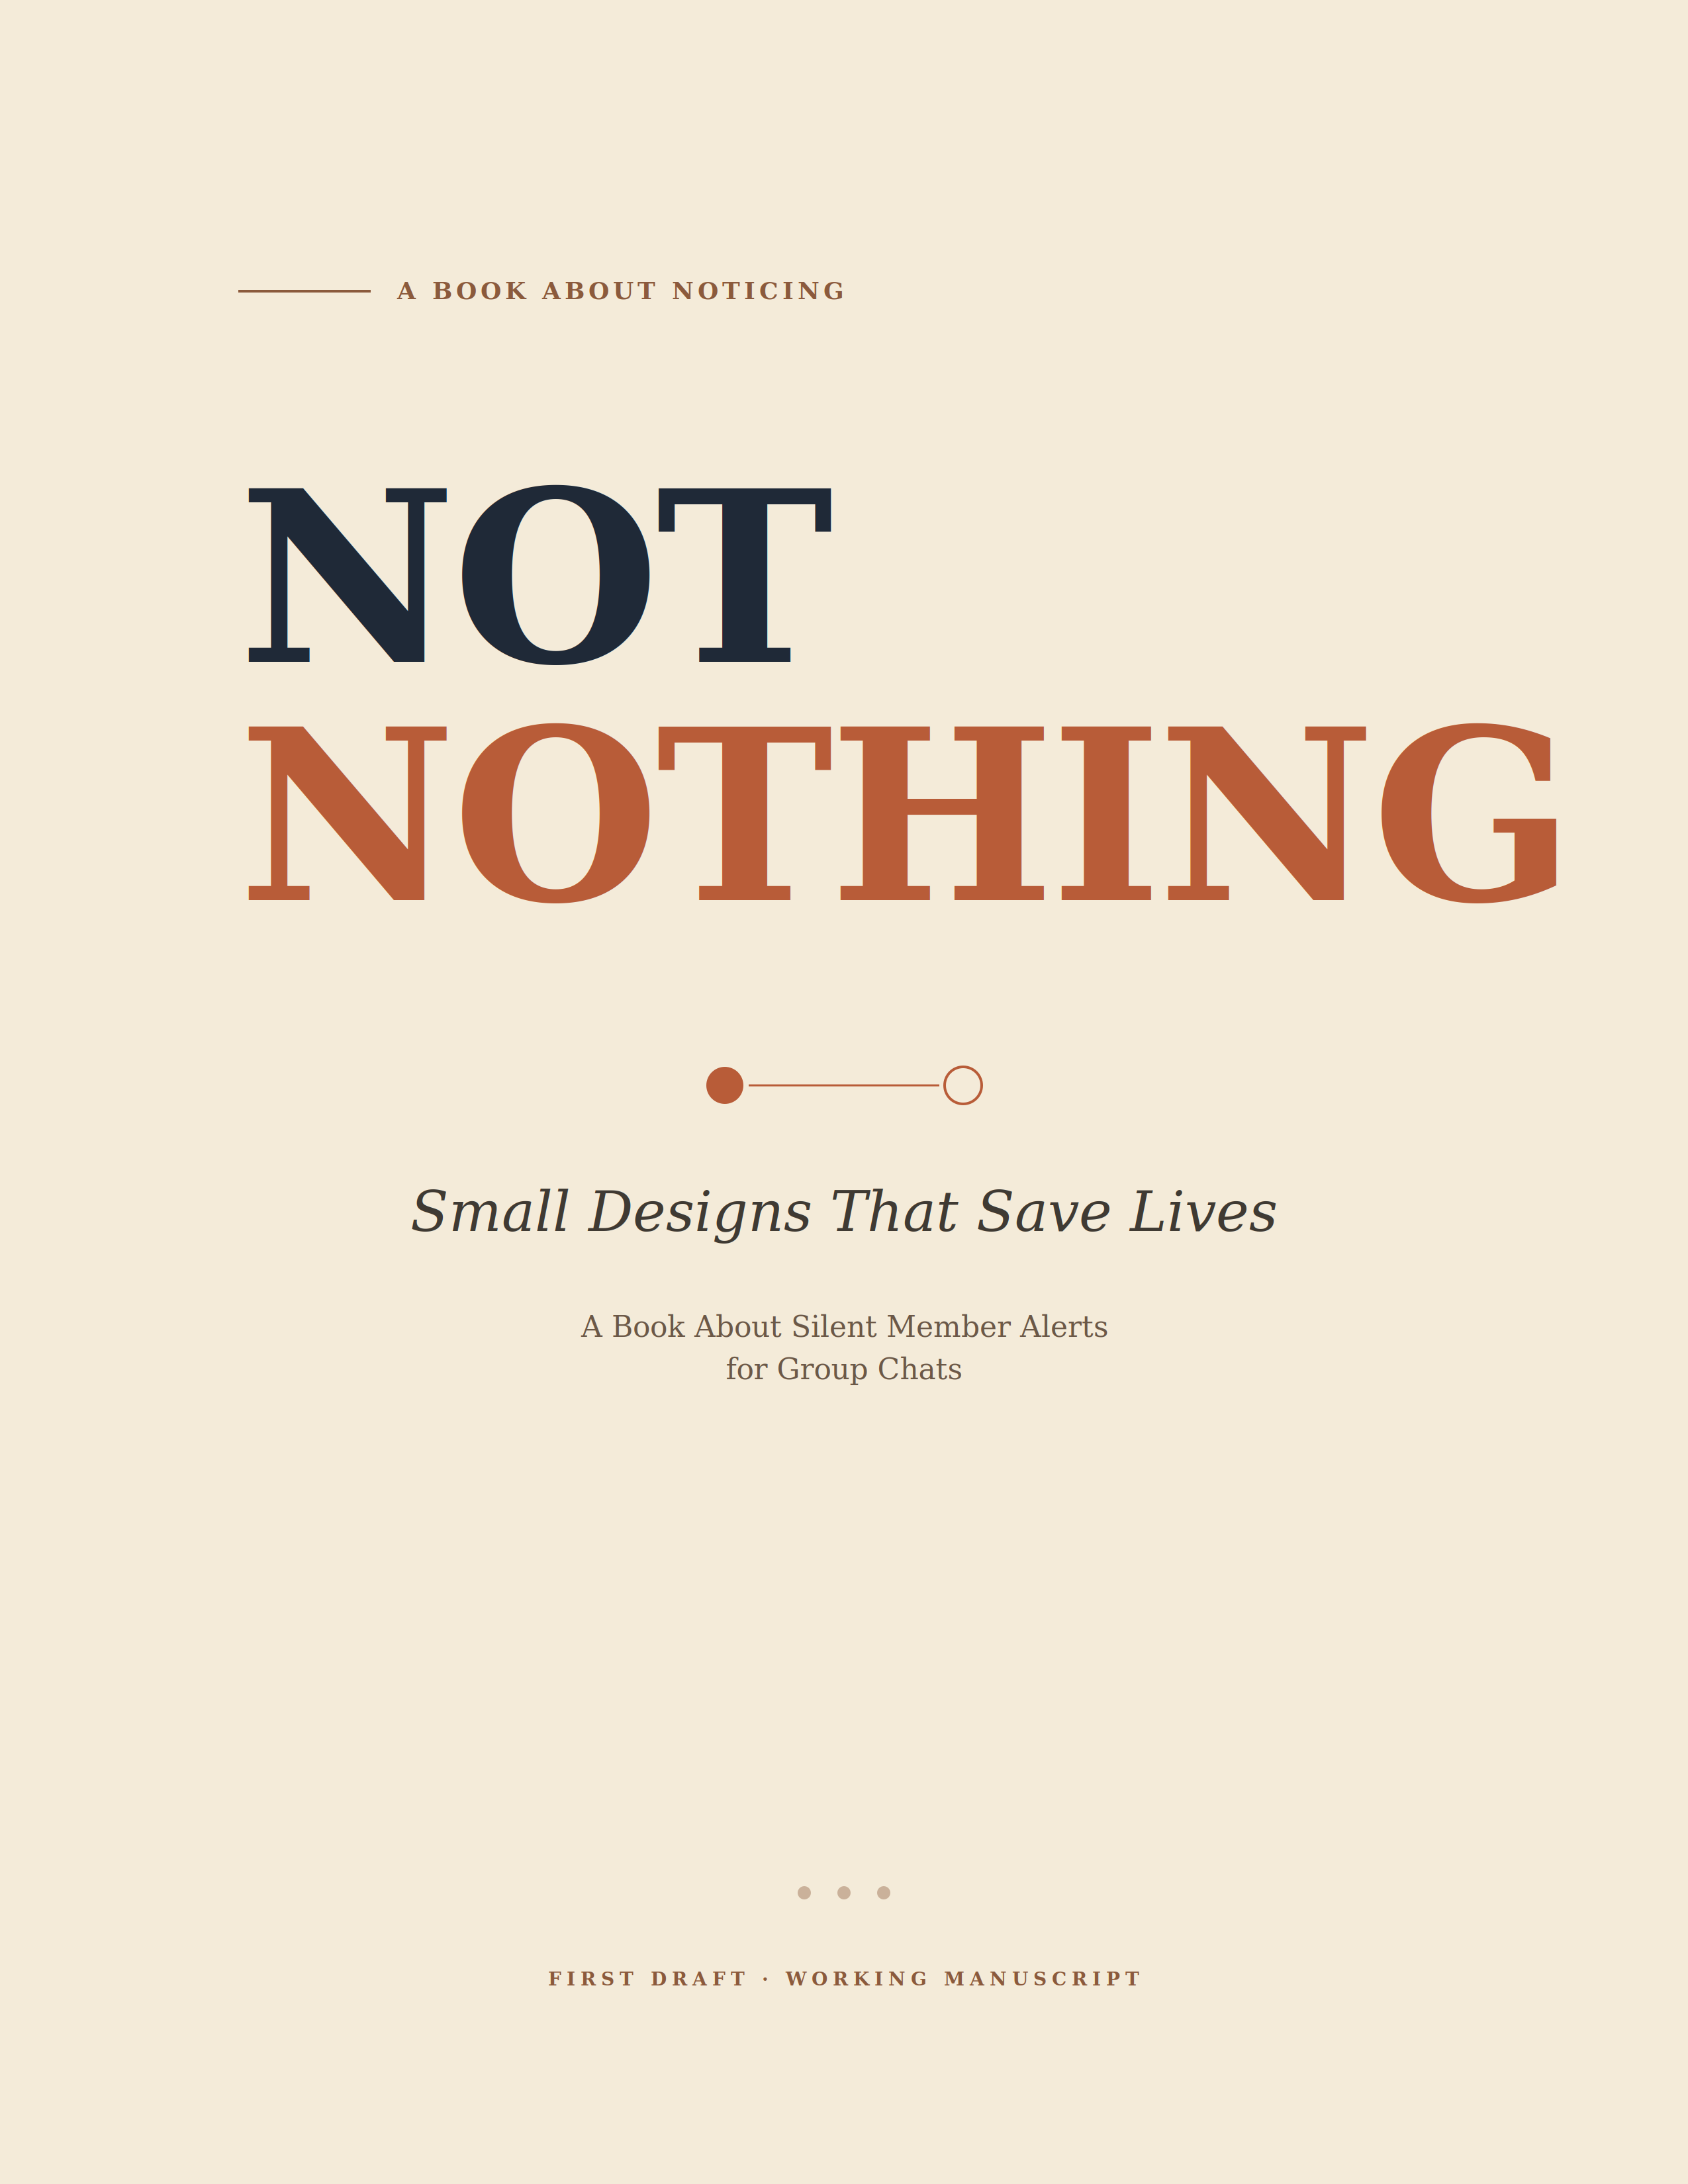 A BOOK ABOUT NOTICING
NOT
NOTHING
Small Designs That Save Lives
A Book About Silent Member Alerts
for Group Chats
FIRST DRAFT · WORKING MANUSCRIPT